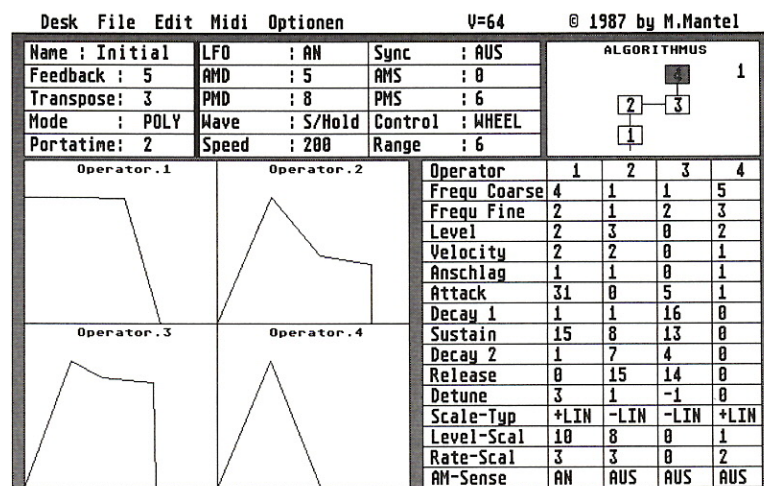 Desk File Edit Midi Optionen V=64 © 1987 by M.Mantel
Name : Initial LFO : AN Sync : AUS
Feedback : 5 AMD : 5 AMS : 0
Transpose: 3 PMD : 8 PMS : 6
Mode : POLY Wave : S/Hold Control : WHEEL
Portatime: 2 Speed : 200 Range : 6
ALGORITHMUS
4 1
2 3
1
Operator.1 Operator.2
Operator.3 Operator.4
Operator 1 2 3 4
Frequ Coarse 4 1 1 5
Frequ Fine 2 1 2 3
Level 2 3 0 2
Velocity 2 2 0 1
Anschlag 1 1 0 1
Attack 31 0 5 1
Decay 1 1 1 16 0
Sustain 15 8 13 0
Decay 2 1 7 4 0
Release 0 15 14 0
Detune 3 1 -1 0
Scale-Typ +LIN -LIN -LIN +LIN
Level-Scal 10 8 0 1
Rate-Scal 3 3 0 2
AM-Sense AN AUS AUS AUS